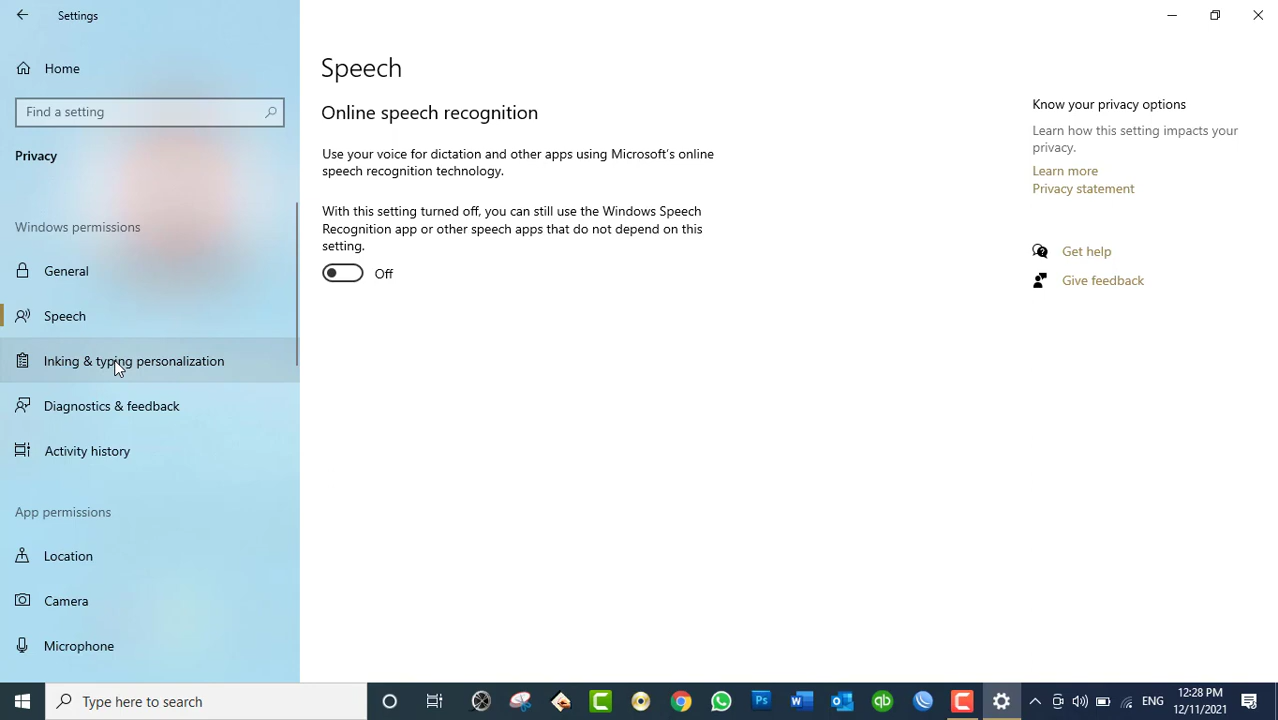 Settings
Home
Find a setting
Privacy
Windows permissions
General
Speech
Inking & typing personalization
Diagnostics & feedback
Activity history
App permissions
Location
Camera
Microphone
Speech
Online speech recognition
Use your voice for dictation and other apps using Microsoft's online
speech recognition technology.
With this setting turned off, you can still use the Windows Speech
Recognition app or other speech apps that do not depend on this
setting.
Off
Know your privacy options
Learn how this setting impacts your
privacy.
Learn more
Privacy statement
Get help
Give feedback
Type here to search
C
Ps
W
qb
C
ENG
12:28 PM
12/11/2021